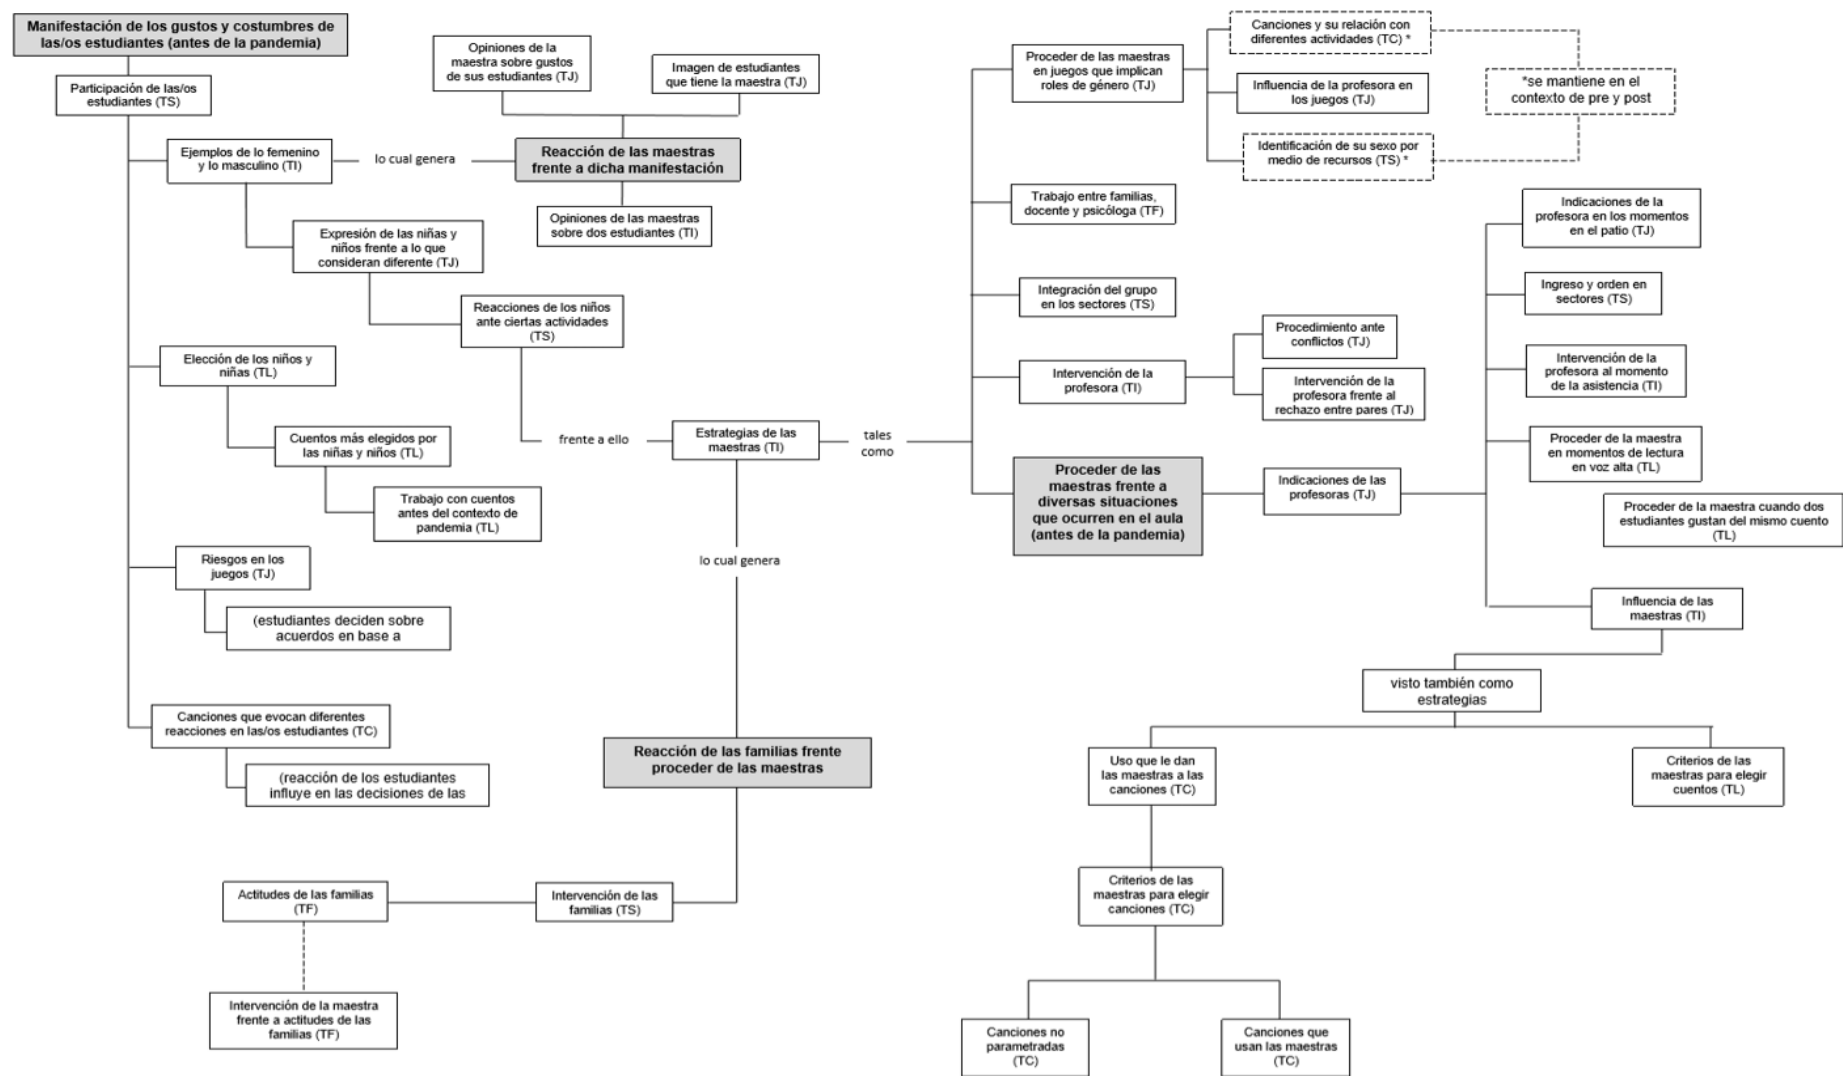 Manifestación de los gustos y costumbres de
las/os estudiantes (antes de la pandemia)
Participación de las/os
estudiantes (TS)
Ejemplos de lo femenino
y lo masculino (TI)
lo cual genera
Opiniones de la
maestra sobre gustos
de sus estudiantes (TJ)
Imagen de estudiantes
que tiene la maestra (TJ)
Reacción de las maestras
frente a dicha manifestación
Opiniones de las maestras
sobre dos estudiantes (TI)
Expresión de las niñas y
niños frente a lo que
consideran diferente (TJ)
Reacciones de los niños
ante ciertas actividades
(TS)
Elección de los niños y
niñas (TL)
Cuentos más elegidos por
las niñas y niños (TL)
Trabajo con cuentos
antes del contexto de
pandemia (TL)
Riesgos en los
juegos (TJ)
(estudiantes deciden sobre
acuerdos en base a
Canciones que evocan diferentes
reacciones en las/os estudiantes (TC)
(reacción de los estudiantes
influye en las decisiones de las
frente a ello
Estrategias de las
maestras (TI)
tales
como
lo cual genera
Reacción de las familias frente
proceder de las maestras
Intervención de las
familias (TS)
Actitudes de las familias
(TF)
Intervención de la maestra
frente a actitudes de las
familias (TF)
Proceder de las maestras
en juegos que implican
roles de género (TJ)
Canciones y su relación con
diferentes actividades (TC) *
Influencia de la profesora en
los juegos (TJ)
Identificación de su sexo por
medio de recursos (TS) *
*se mantiene en el
contexto de pre y post
Trabajo entre familias,
docente y psicóloga (TF)
Integración del grupo
en los sectores (TS)
Intervención de la
profesora (TI)
Procedimiento ante
conflictos (TJ)
Intervención de la
profesora frente al
rechazo entre pares (TJ)
Proceder de las
maestras frente a
diversas situaciones
que ocurren en el aula
(antes de la pandemia)
Indicaciones de las
profesoras (TJ)
Indicaciones de la
profesora en los momentos
en el patio (TJ)
Ingreso y orden en
sectores (TS)
Intervención de la
profesora al momento
de la asistencia (TI)
Proceder de la maestra
en momentos de lectura
en voz alta (TL)
Proceder de la maestra cuando dos
estudiantes gustan del mismo cuento
(TL)
Influencia de las
maestras (TI)
visto también como
estrategias
Uso que le dan
las maestras a las
canciones (TC)
Criterios de las
maestras para elegir
cuentos (TL)
Criterios de las
maestras para elegir
canciones (TC)
Canciones no
parametradas
(TC)
Canciones que
usan las maestras
(TC)